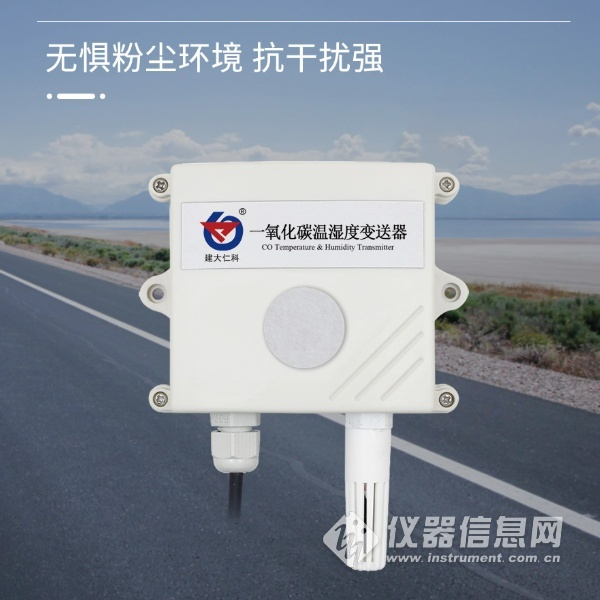 无惧粉尘环境 抗干扰强
®
一氧化碳温湿度变送器
CO Temperature & Humidity Transmitter
建大仁科
仪器信息网
www.instrument.com.cn